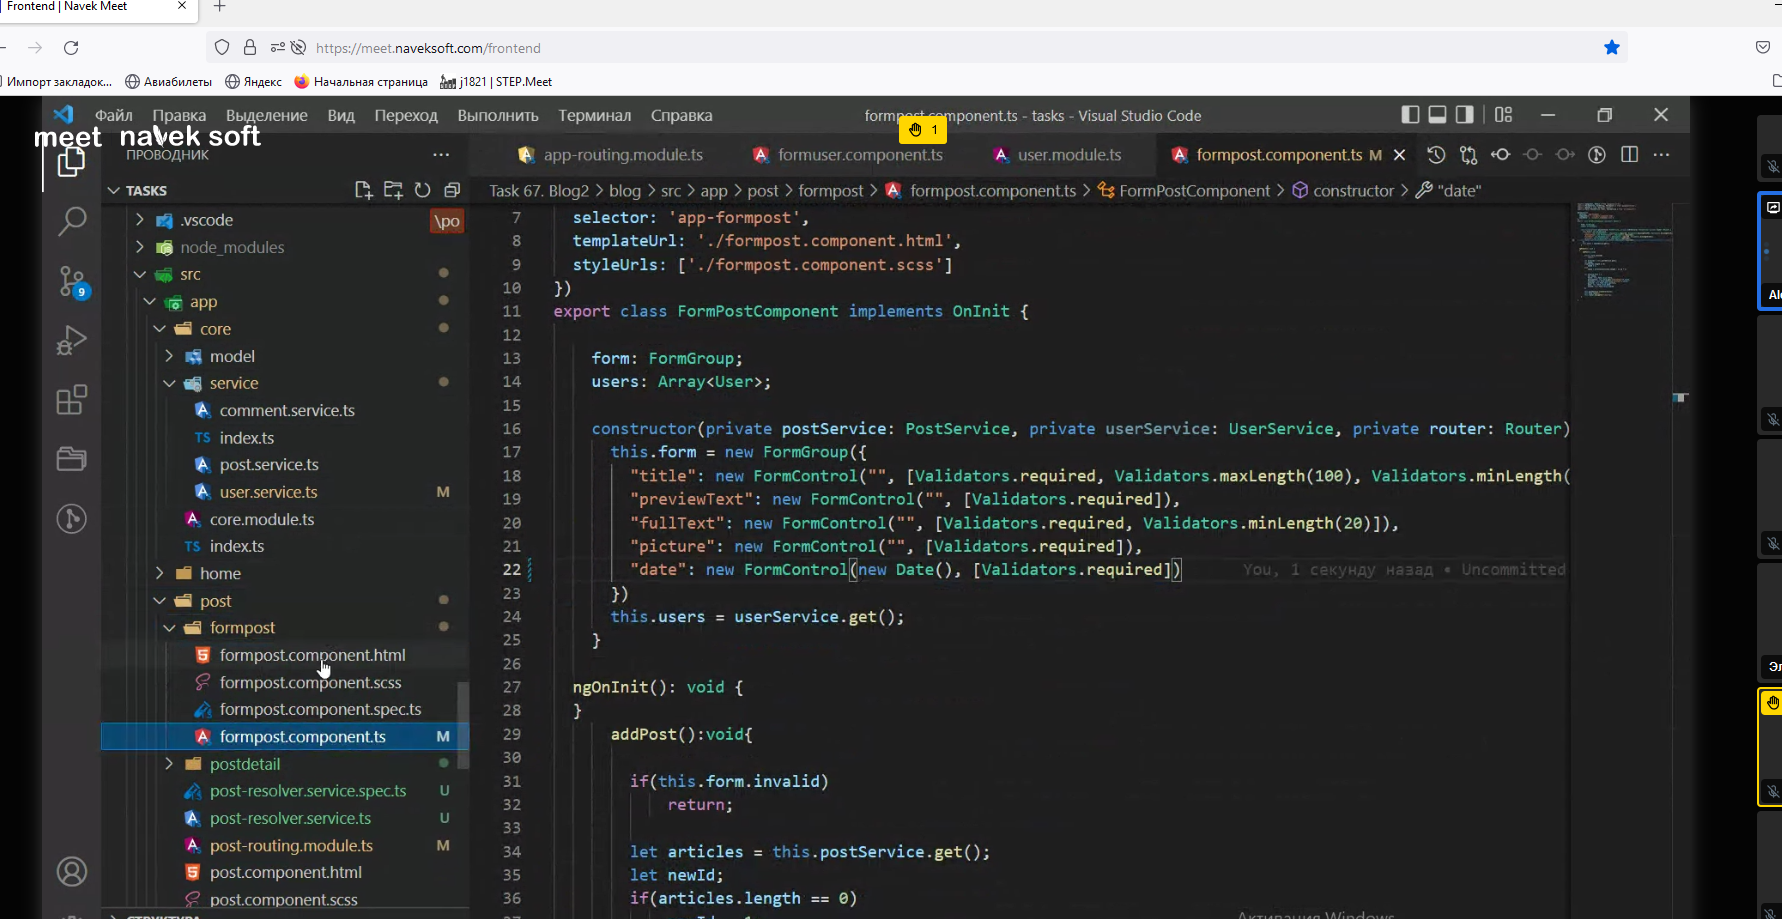 Frontend | Navek Meet
https://meet.naveksoft.com/frontend
Импорт закладок...
Авиабилеты
Яндекс
Начальная страница
j1821 | STEP.Meet
Файл Правка Выделение Вид Переход Выполнить Терминал Справка
formpost.component.ts - tasks - Visual Studio Code
meet navek soft
1
ПРОВОДНИК
app-routing.module.ts
formuser.component.ts
user.module.ts
formpost.component.ts M
TASKS
Task 67. Blog2 > blog > src > app > post > formpost > formpost.component.ts > FormPostComponent > constructor > "date"
.vscode
\po
node_modules
src
app
core
model
service
comment.service.ts
index.ts
post.service.ts
user.service.ts M
core.module.ts
index.ts
home
post
formpost
formpost.component.html
formpost.component.scss
formpost.component.spec.ts
formpost.component.ts M
postdetail
post-resolver.service.spec.ts U
post-resolver.service.ts U
post-routing.module.ts M
post.component.html
post.component.scss
СТРУКТУРА
9
7 selector: 'app-formpost',
8 templateUrl: './formpost.component.html',
9 styleUrls: ['./formpost.component.scss']
10 })
11 export class FormPostComponent implements OnInit {
12
13 form: FormGroup;
14 users: Array<User>;
15
16 constructor(private postService: PostService, private userService: UserService, private router: Router)
17 this.form = new FormGroup({
18 "title": new FormControl("", [Validators.required, Validators.maxLength(100), Validators.minLength(
19 "previewText": new FormControl("", [Validators.required]),
20 "fullText": new FormControl("", [Validators.required, Validators.minLength(20)]),
21 "picture": new FormControl("", [Validators.required]),
22 "date": new FormControl(new Date(), [Validators.required]) You, 1 секунду назад • Uncommitted
23 })
24 this.users = userService.get();
25 }
26
27 ngOnInit(): void {
28 }
29 addPost():void{
30
31 if(this.form.invalid)
32 return;
33
34 let articles = this.postService.get();
35 let newId;
36 if(articles.length == 0)
Активация Windows